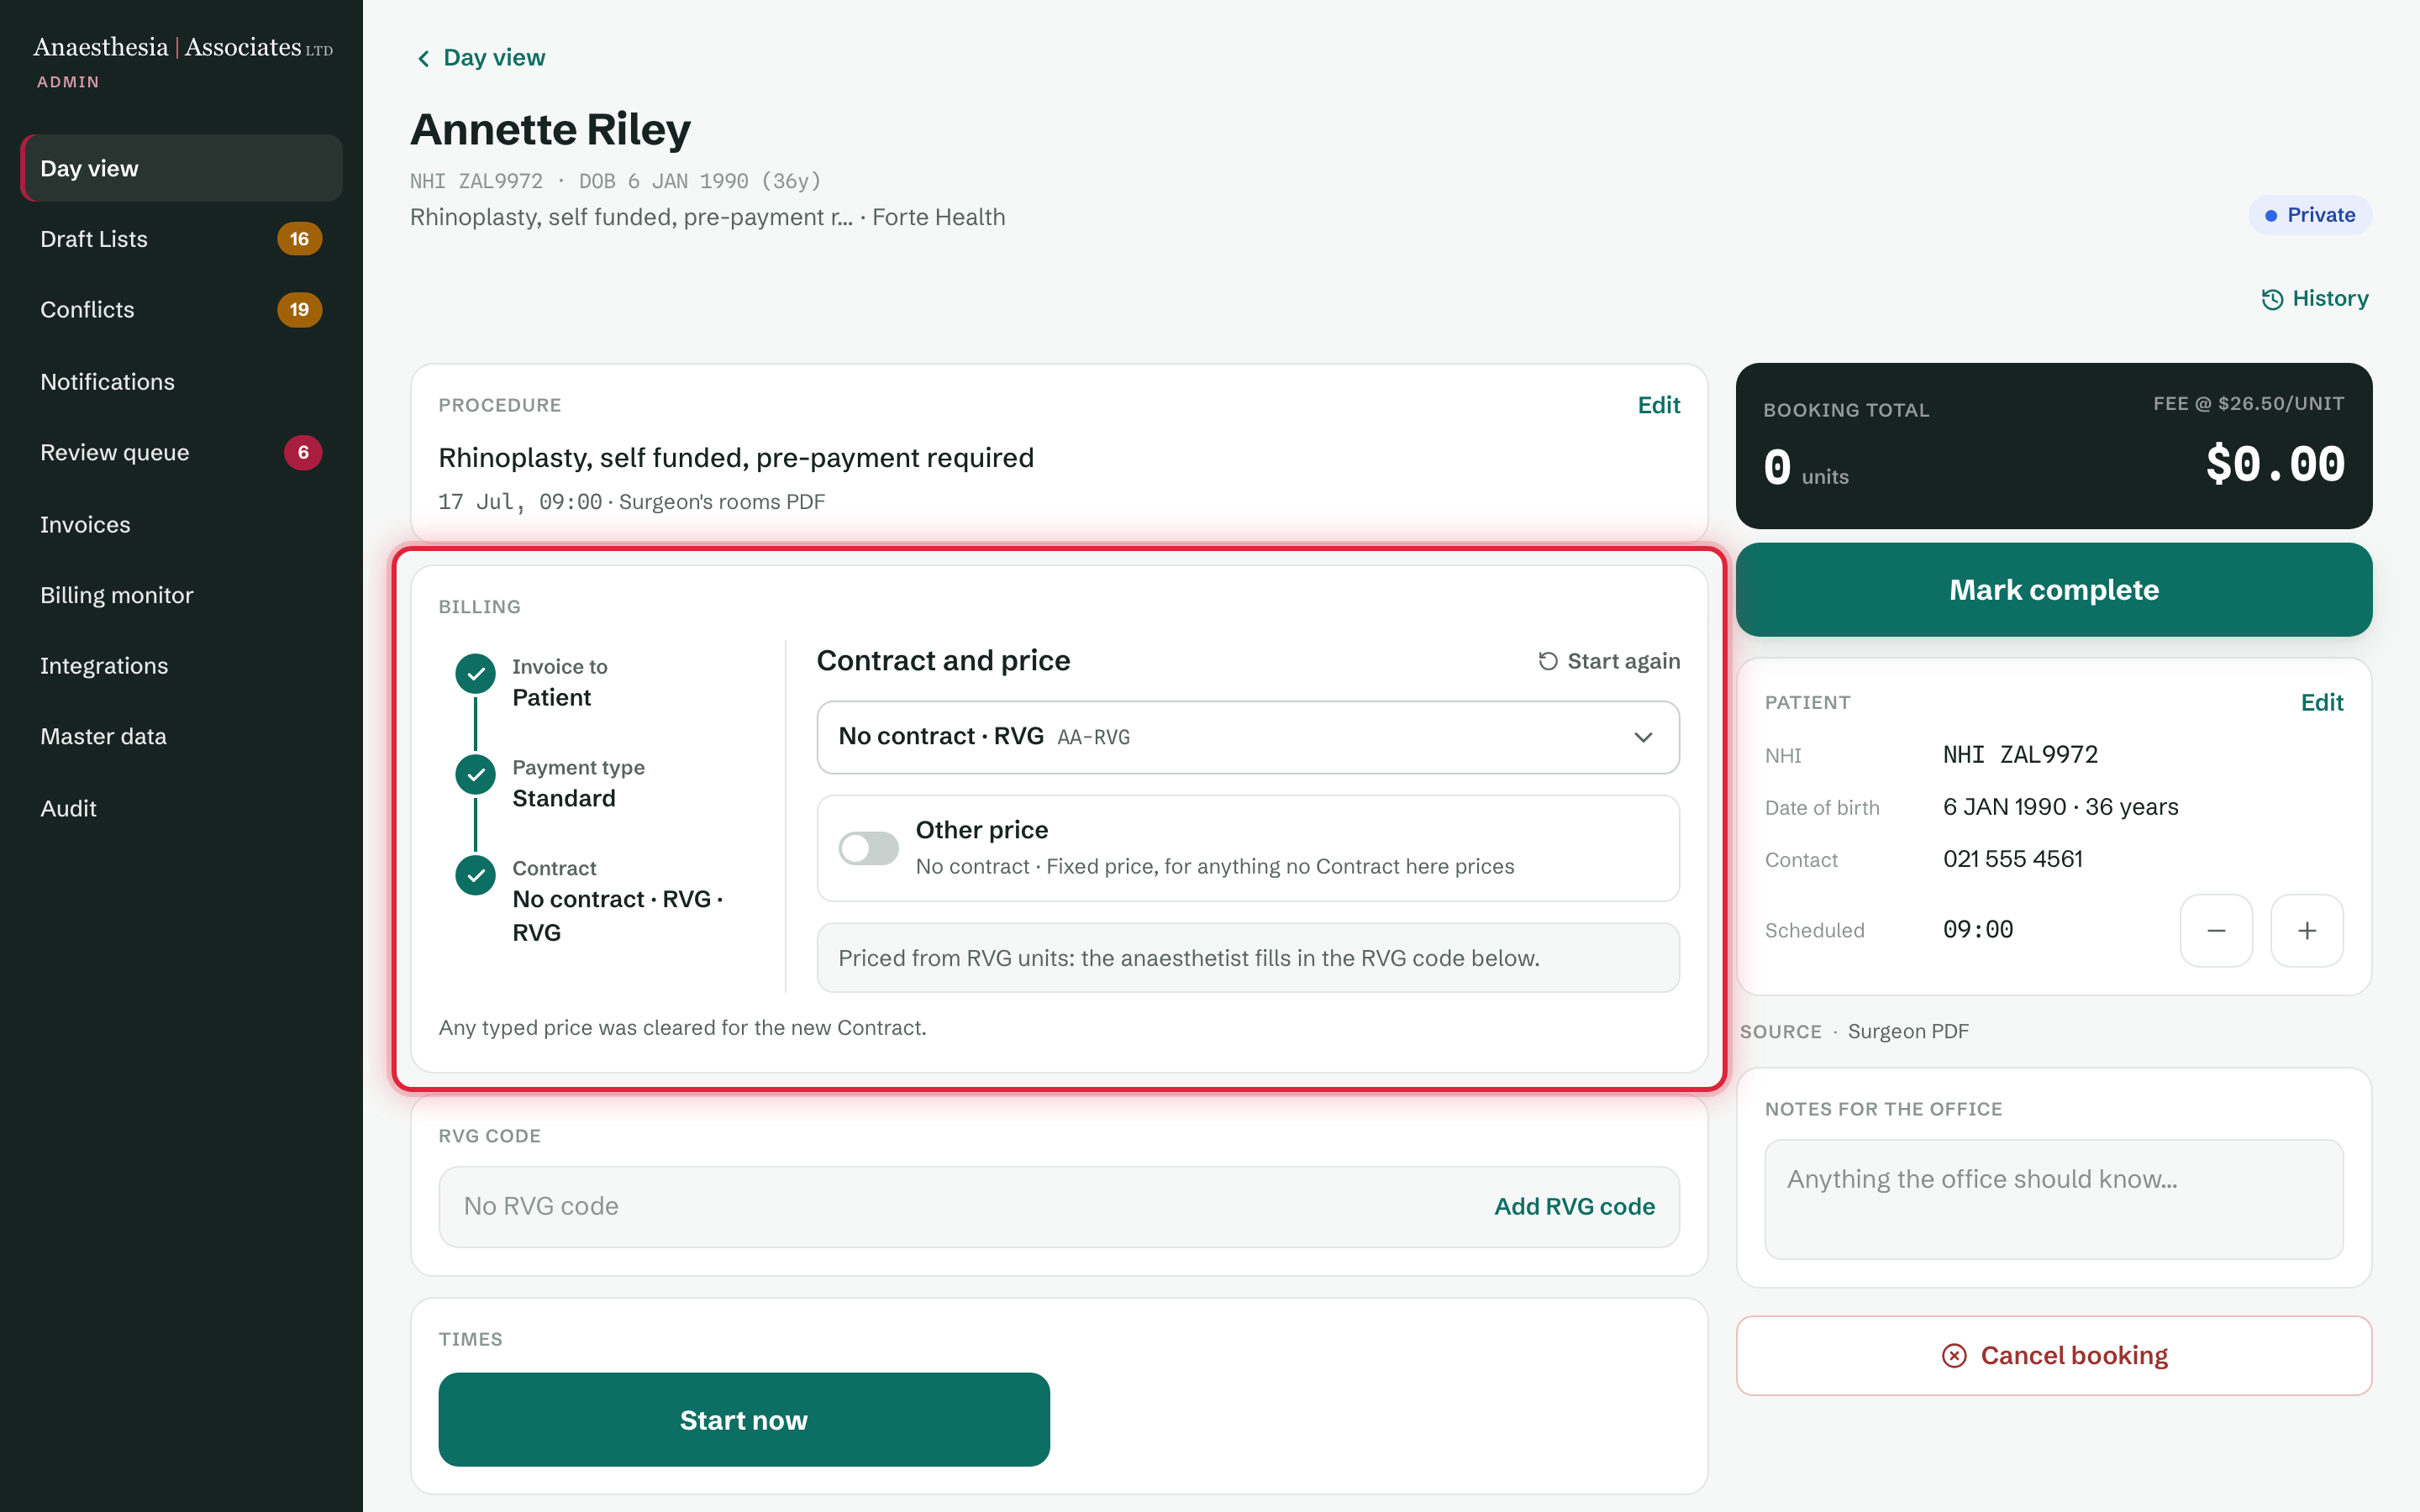 Anaesthesia | Associates LTD
ADMIN
Day view
Draft Lists 16
Conflicts 19
Notifications
Review queue 6
Invoices
Billing monitor
Integrations
Master data
Audit
Day view
Annette Riley
NHI ZAL9972 · DOB 6 JAN 1990 (36y)
Rhinoplasty, self funded, pre-payment r... · Forte Health
Private
History
PROCEDURE
Edit
Rhinoplasty, self funded, pre-payment required
17 Jul, 09:00 · Surgeon's rooms PDF
BILLING
Invoice to
Patient
Payment type
Standard
Contract
No contract · RVG ·
RVG
Contract and price
Start again
No contract · RVG AA-RVG
Other price
No contract · Fixed price, for anything no Contract here prices
Priced from RVG units: the anaesthetist fills in the RVG code below.
Any typed price was cleared for the new Contract.
RVG CODE
No RVG code
Add RVG code
TIMES
Start now
BOOKING TOTAL
FEE @ $26.50/UNIT
0 units
$0.00
Mark complete
PATIENT
Edit
NHI NHI ZAL9972
Date of birth 6 JAN 1990 · 36 years
Contact 021 555 4561
Scheduled 09:00
SOURCE · Surgeon PDF
NOTES FOR THE OFFICE
Anything the office should know...
Cancel booking